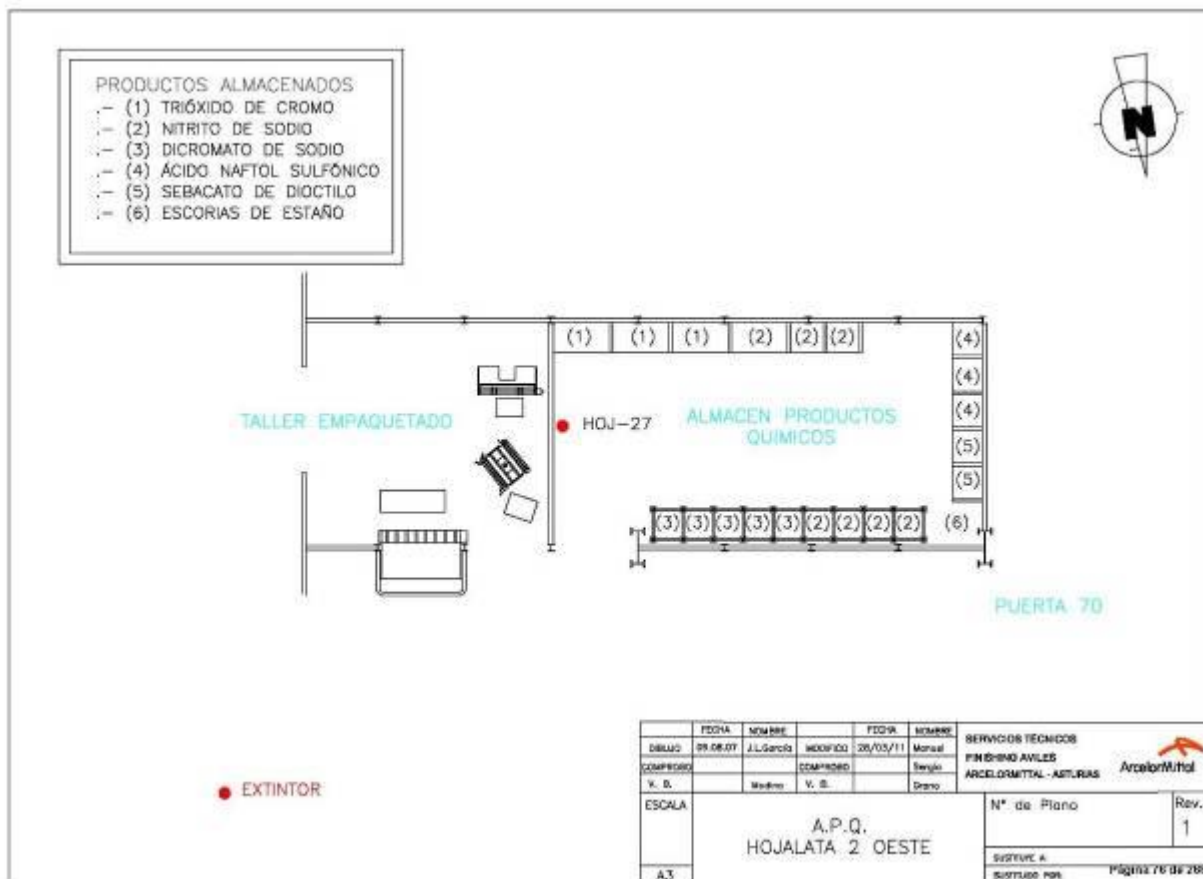 PRODUCTOS ALMACENADOS
.- (1) TRIÓXIDO DE CROMO
.- (2) NITRITO DE SODIO
.- (3) DICROMATO DE SODIO
.- (4) ÁCIDO NAFTOL SULFÓNICO
.- (5) SEBACATO DE DIOCTILO
.- (6) ESCORIAS DE ESTAÑO
N
(1) (1) (1) (2) (2) (2)
(4)
(4)
(4)
(5)
(5)
TALLER EMPAQUETADO
HOJ-27
ALMACEN PRODUCTOS
QUIMICOS
(3) (3) (3) (3) (3) (2) (2) (2) (2) (6)
PUERTA 70
EXTINTOR
FECHA NOMBRE FECHA NOMBRE
DIBUJO 09.08.07 J.L.García MODIFICO 28/03/11 Manuel
COMPROBO COMPROBO Sergio
V. B. V. B.
SERVICIOS TÉCNICOS
FINISHING AVILES
ARCELORMITTAL - ASTURIAS
ArcelorMittal
ESCALA
A3
A.P.Q.
HOJALATA 2 OESTE
Nº de Plano
Rev.
1
SUSTITUYE A
SUSTITUIDO POR
Página 76 de